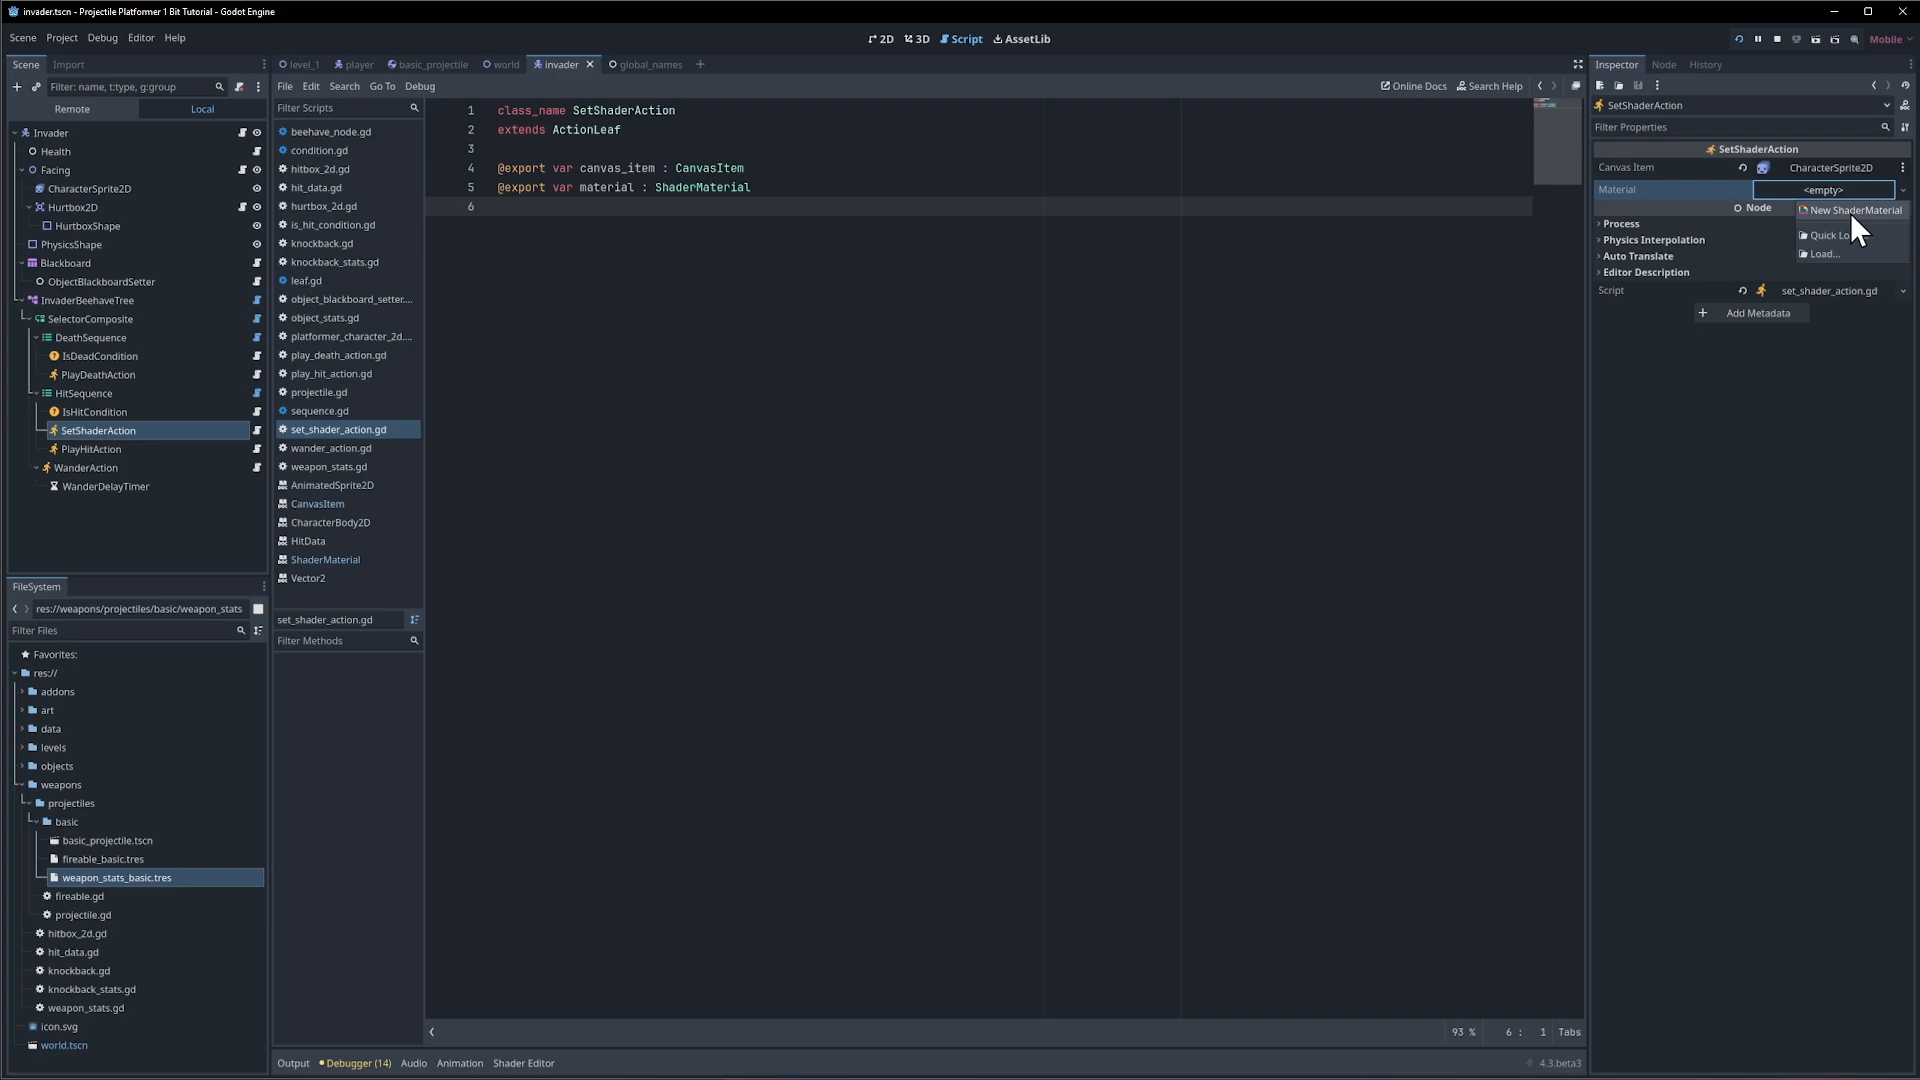 invader.tscn - Projectile Platformer 1 Bit Tutorial - Godot Engine
Scene Project Debug Editor Help
2D 3D Script AssetLib
Mobile
Scene Import
Filter: name, t:type, g:group
Remote Local
Invader
Health
Facing
CharacterSprite2D
Hurtbox2D
HurtboxShape
PhysicsShape
Blackboard
ObjectBlackboardSetter
InvaderBeehaveTree
SelectorComposite
DeathSequence
IsDeadCondition
PlayDeathAction
HitSequence
IsHitCondition
SetShaderAction
PlayHitAction
WanderAction
WanderDelayTimer
FileSystem
res://weapons/projectiles/basic/weapon_stats
Filter Files
Favorites:
res://
addons
art
data
levels
objects
weapons
projectiles
basic
basic_projectile.tscn
fireable_basic.tres
weapon_stats_basic.tres
fireable.gd
projectile.gd
hitbox_2d.gd
hit_data.gd
knockback.gd
knockback_stats.gd
weapon_stats.gd
icon.svg
world.tscn
level_1 player basic_projectile world invader global_names
File Edit Search Go To Debug
Online Docs Search Help
Filter Scripts
beehave_node.gd
condition.gd
hitbox_2d.gd
hit_data.gd
hurtbox_2d.gd
is_hit_condition.gd
knockback.gd
knockback_stats.gd
leaf.gd
object_blackboard_setter....
object_stats.gd
platformer_character_2d....
play_death_action.gd
play_hit_action.gd
projectile.gd
sequence.gd
set_shader_action.gd
wander_action.gd
weapon_stats.gd
AnimatedSprite2D
CanvasItem
CharacterBody2D
HitData
ShaderMaterial
Vector2
set_shader_action.gd
Filter Methods
1 class_name SetShaderAction
2 extends ActionLeaf
3
4 @export var canvas_item : CanvasItem
5 @export var material : ShaderMaterial
6
93 % 6 : 1 Tabs
Output Debugger (14) Audio Animation Shader Editor
4.3.beta3
Inspector Node History
SetShaderAction
Filter Properties
SetShaderAction
Canvas Item CharacterSprite2D
Material <empty>
Node
New ShaderMaterial
Quick Lo
Load...
Process
Physics Interpolation
Auto Translate
Editor Description
Script set_shader_action.gd
Add Metadata